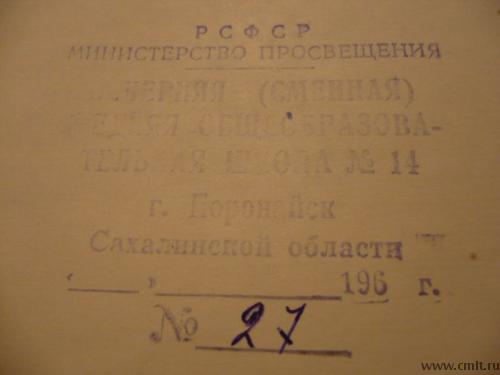 РСФСР
МИНИСТЕРСТВО ПРОСВЕЩЕНИЯ
ВЕЧЕРНЯЯ (СМЕННАЯ)
СРЕДНЯЯ ОБЩЕОБРАЗОВА-
ТЕЛЬНАЯ ШКОЛА № 14
г. Поронайск
Сахалинской области
„ " 196 г.
№ 27
www.cmlt.ru